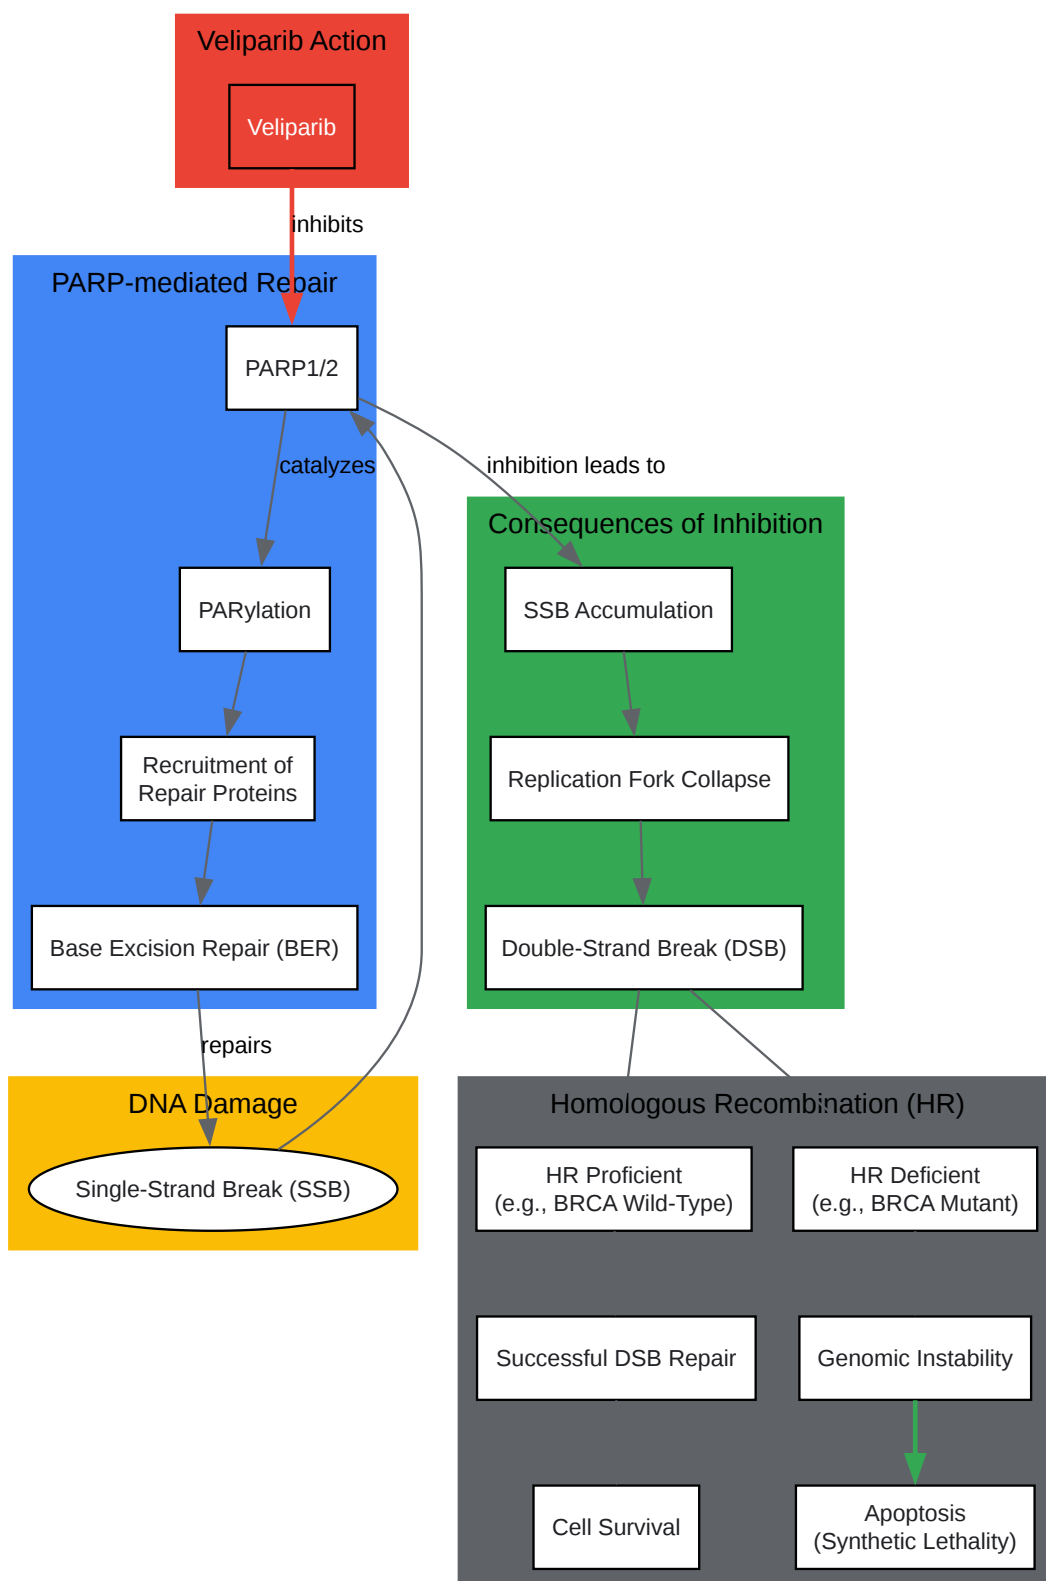 Veliparib Action
Veliparib
inhibits
PARP-mediated Repair
PARP1/2
catalyzes
inhibition leads to
Consequences of Inhibition
PARylation
SSB Accumulation
Recruitment of
Repair Proteins
Replication Fork Collapse
Base Excision Repair (BER)
Double-Strand Break (DSB)
repairs
DNA Damage
Single-Strand Break (SSB)
Homologous Recombination (HR)
HR Proficient
(e.g., BRCA Wild-Type)
HR Deficient
(e.g., BRCA Mutant)
Successful DSB Repair
Genomic Instability
Cell Survival
Apoptosis
(Synthetic Lethality)